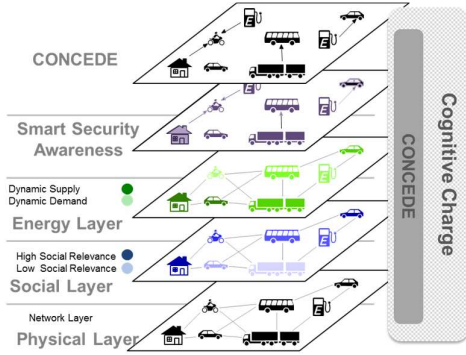 CONCEDE
Smart Security
Awareness
Dynamic Supply
Dynamic Demand
Energy Layer
High Social Relevance
Low Social Relevance
Social Layer
Network Layer
Physical Layer
E
E
E
E
E
E
CONCEDE
Cognitive Charge